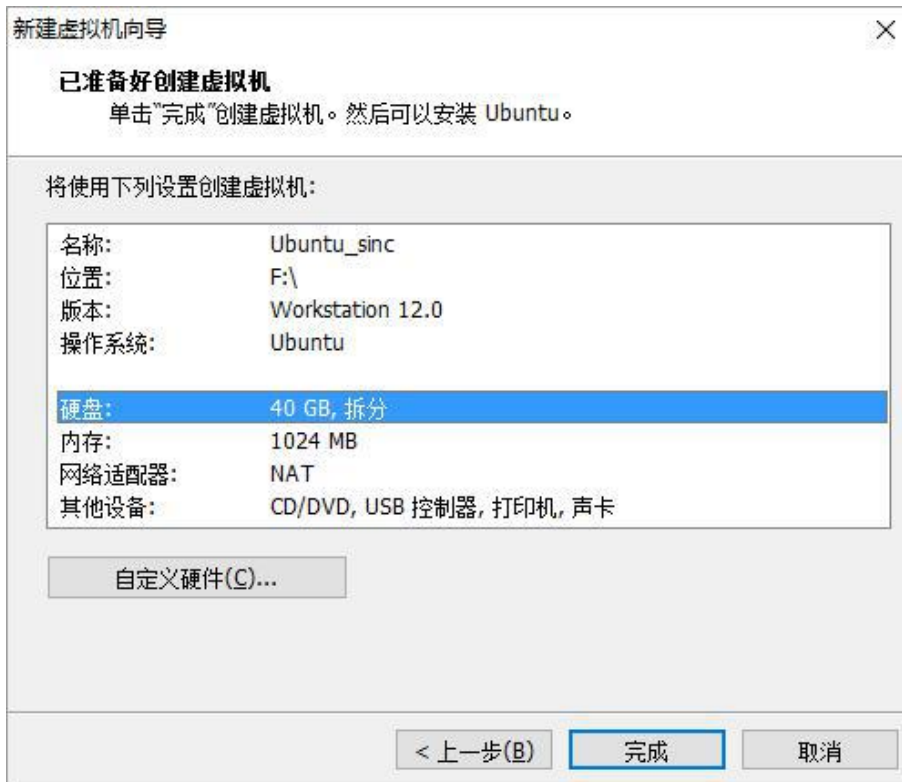 新建虚拟机向导
已准备好创建虚拟机
单击"完成"创建虚拟机。然后可以安装 Ubuntu。
将使用下列设置创建虚拟机:
名称: Ubuntu_sinc
位置: F:\
版本: Workstation 12.0
操作系统: Ubuntu
硬盘: 40 GB, 拆分
内存: 1024 MB
网络适配器: NAT
其他设备: CD/DVD, USB 控制器, 打印机, 声卡
自定义硬件(C)...
< 上一步(B) 完成 取消